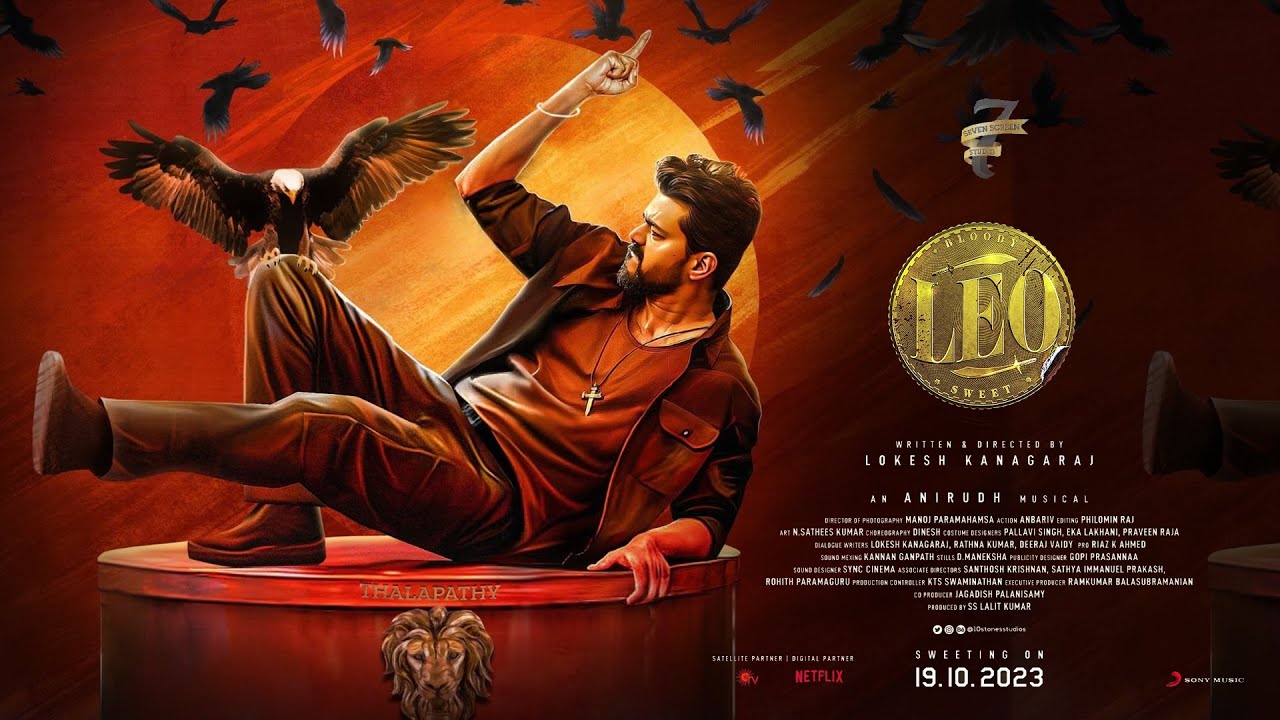 7
SEVEN SCREEN
STUDIO
BLOODY
LEO
SWEET
WRITTEN & DIRECTED BY
LOKESH KANAGARAJ
AN ANIRUDH MUSICAL
DIRECTOR OF PHOTOGRAPHY MANOJ PARAMAHAMSA ACTION ANBARIV EDITING PHILOMIN RAJ
ART N.SATHEES KUMAR CHOREOGRAPHY DINESH COSTUME DESIGNERS PALLAVI SINGH, EKA LAKHANI, PRAVEEN RAJA
DIALOGUE WRITERS LOKESH KANAGARAJ, RATHNA KUMAR, DEERAJ VAIDY PRO RIAZ K AHMED
SOUND MIXING KANNAN GANPATH STILLS D.MANEKSHA PUBLICITY DESIGNER GOPI PRASANNAA
SOUND DESIGNER SYNC CINEMA ASSOCIATE DIRECTORS SANTHOSH KRISHNAN, SATHYA IMMANUEL PRAKASH,
ROHITH PARAMAGURU PRODUCTION CONTROLLER KTS SWAMINATHAN EXECUTIVE PRODUCER RAMKUMAR BALASUBRAMANIAN
CO PRODUCER JAGADISH PALANISAMY
PRODUCED BY SS LALIT KUMAR
THALAPATHY
@10stonesstudios
SATELLITE PARTNER | DIGITAL PARTNER
TV NETFLIX
SWEETING ON
19.10.2023
SONY MUSIC